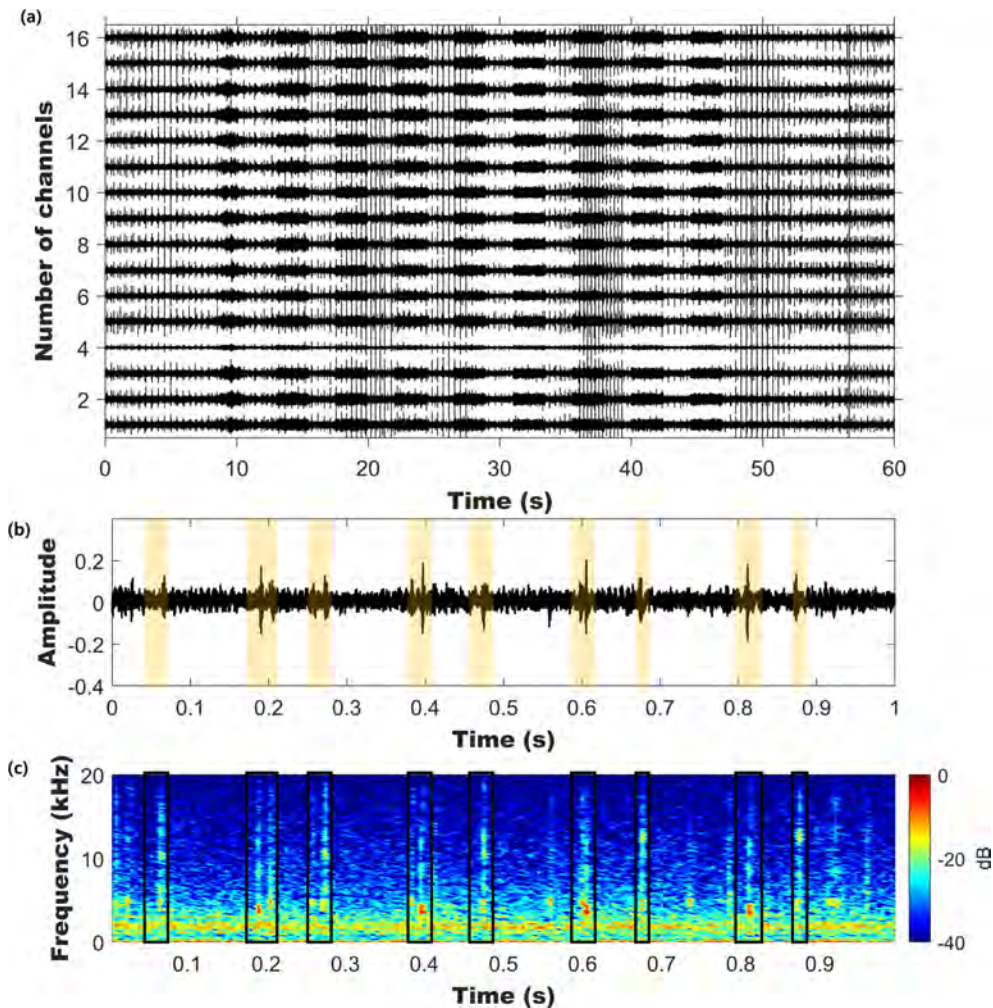 (a)
16
14
12
10
8
6
4
2
Number of channels
0 10 20 30 40 50 60
Time (s)
(b)
0.2
0
-0.2
-0.4
Amplitude
0 0.1 0.2 0.3 0.4 0.5 0.6 0.7 0.8 0.9 1
Time (s)
(c)
20
10
0
Frequency (kHz)
0.1 0.2 0.3 0.4 0.5 0.6 0.7 0.8 0.9
Time (s)
0
-20
-40
dB